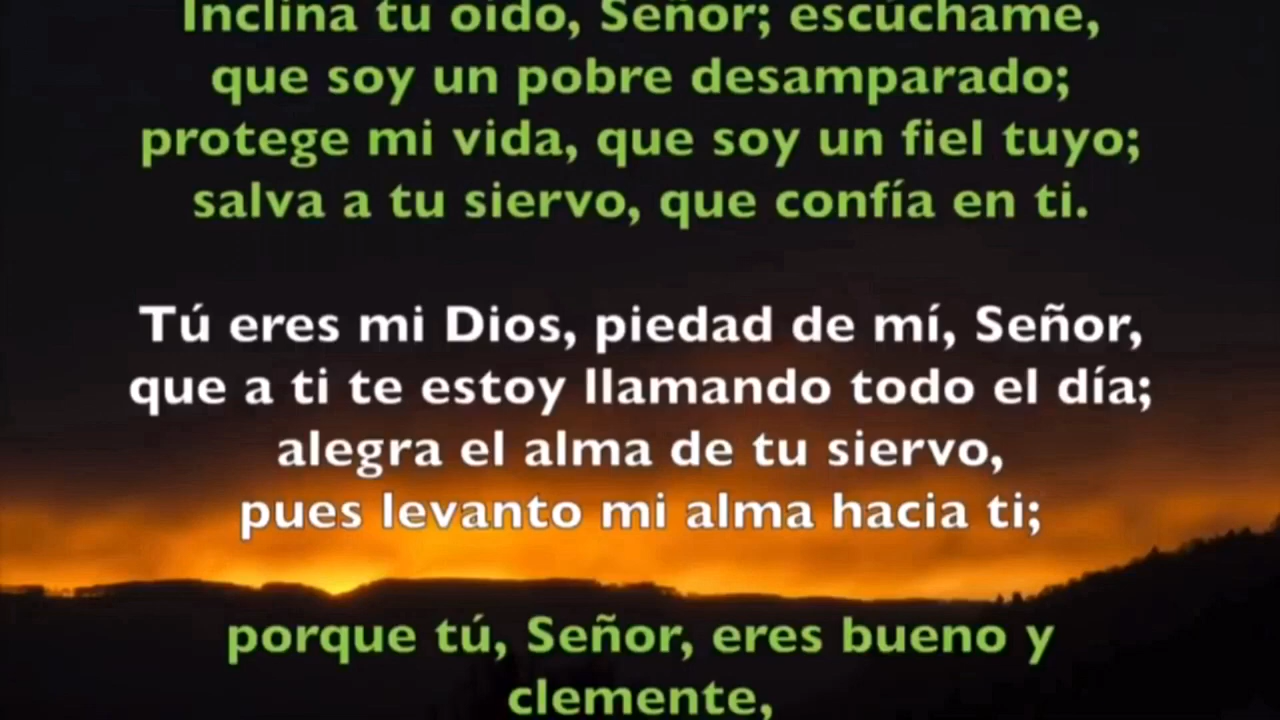 Inclina tu oído, Señor; escúchame,
que soy un pobre desamparado;
protege mi vida, que soy un fiel tuyo;
salva a tu siervo, que confía en ti.
Tú eres mi Dios, piedad de mí, Señor,
que a ti te estoy llamando todo el día;
alegra el alma de tu siervo,
pues levanto mi alma hacia ti;
porque tú, Señor, eres bueno y
clemente,